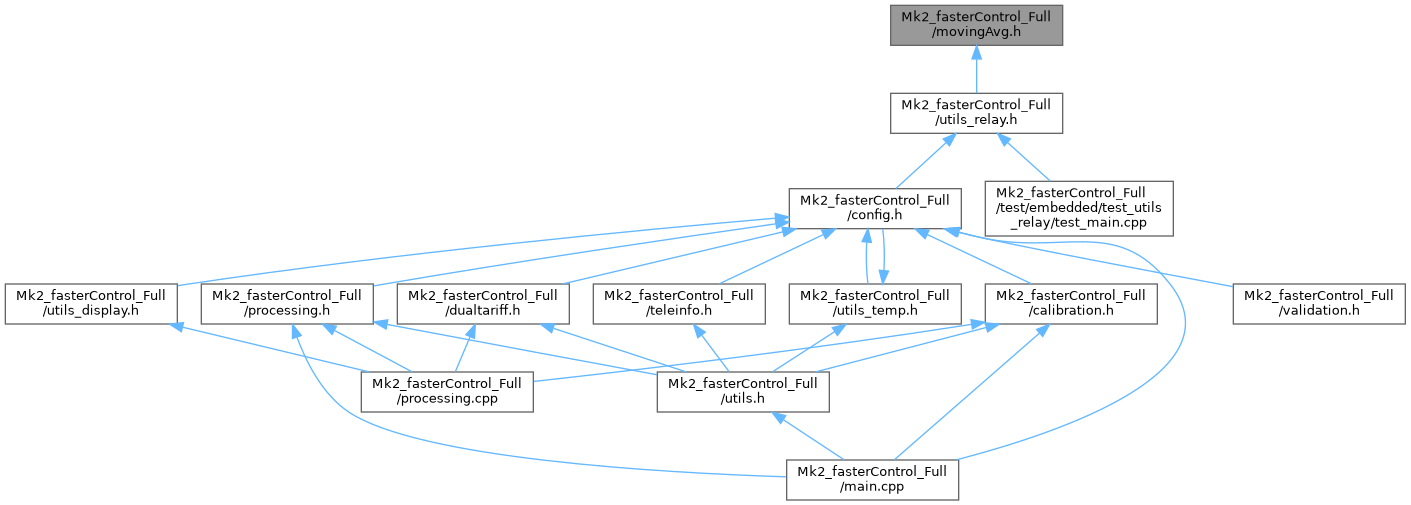 Mk2_fasterControl_Full
/movingAvg.h
Mk2_fasterControl_Full
/utils_relay.h
Mk2_fasterControl_Full
/config.h
Mk2_fasterControl_Full
/test/embedded/test_utils
_relay/test_main.cpp
Mk2_fasterControl_Full
/utils_display.h
Mk2_fasterControl_Full
/processing.h
Mk2_fasterControl_Full
/dualtariff.h
Mk2_fasterControl_Full
/teleinfo.h
Mk2_fasterControl_Full
/utils_temp.h
Mk2_fasterControl_Full
/calibration.h
Mk2_fasterControl_Full
/validation.h
Mk2_fasterControl_Full
/processing.cpp
Mk2_fasterControl_Full
/utils.h
Mk2_fasterControl_Full
/main.cpp